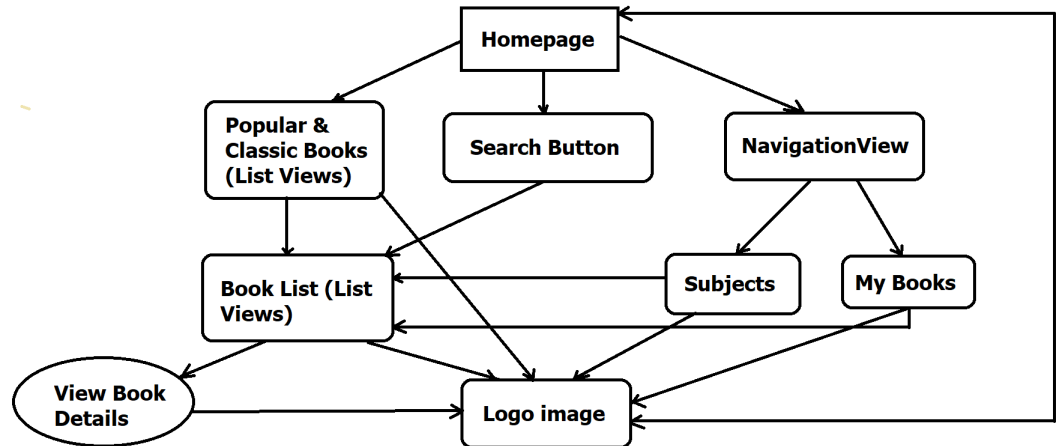 Homepage
Popular &
Classic Books
(List Views)
Search Button
NavigationView
Book List (List
Views)
Subjects
My Books
View Book
Details
Logo image